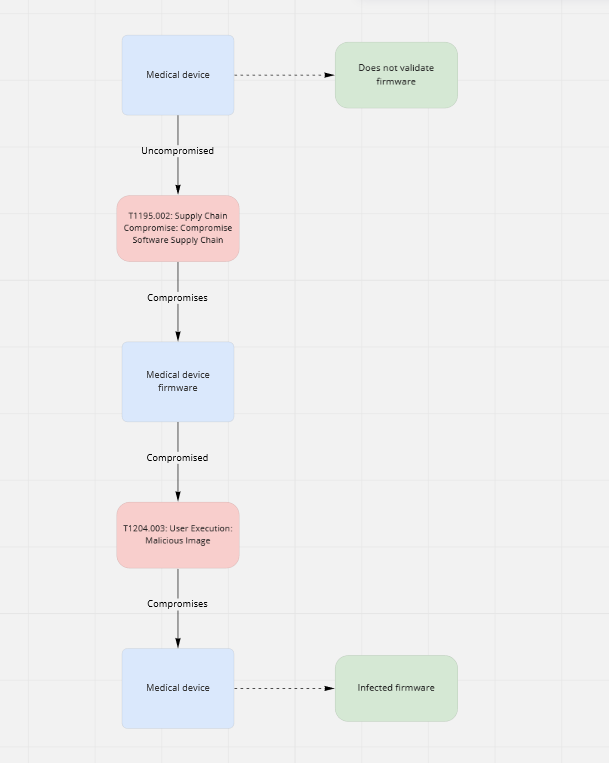 Medical device
Does not validate
firmware
Uncompromised
T1195.002: Supply Chain
Compromise: Compromise
Software Supply Chain
Compromises
Medical device
firmware
Compromised
T1204.003: User Execution:
Malicious Image
Compromises
Medical device
Infected firmware